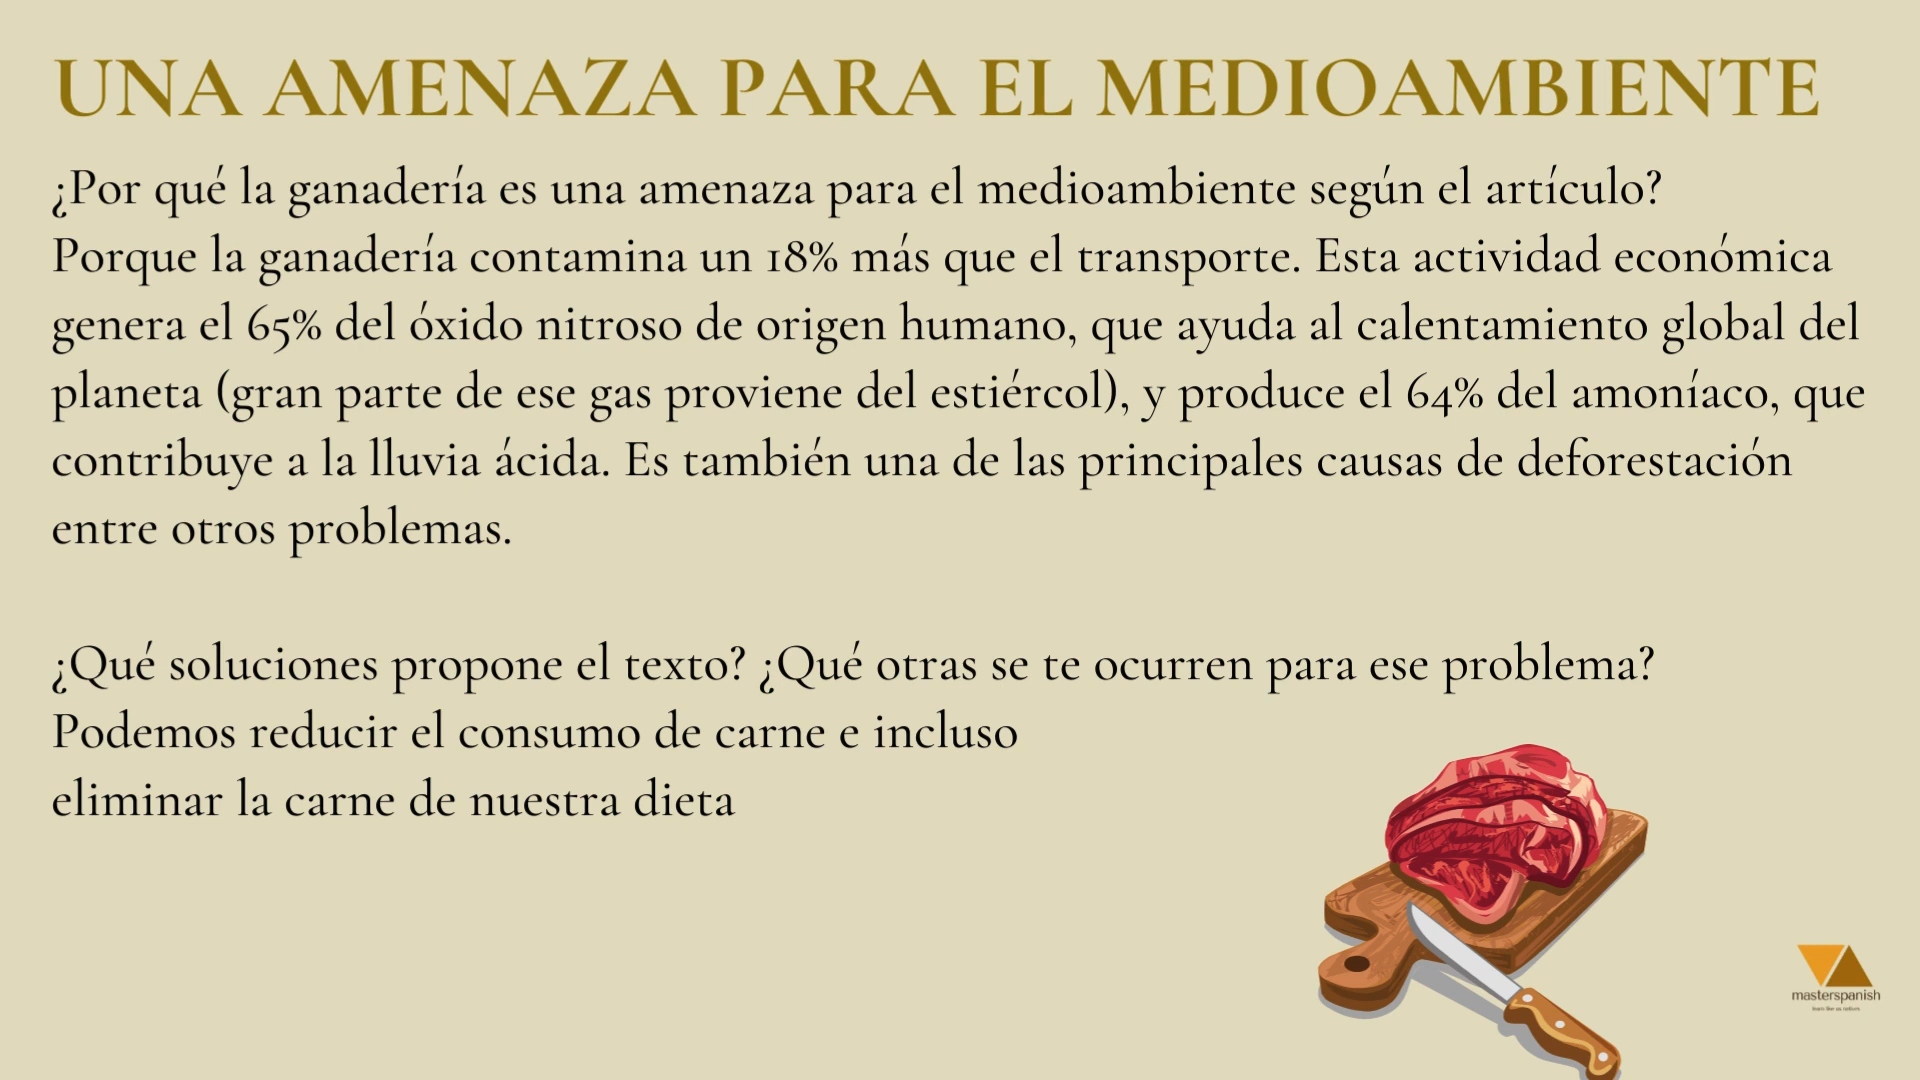 UNA AMENAZA PARA EL MEDIOAMBIENTE
¿Por qué la ganadería es una amenaza para el medioambiente según el artículo?
Porque la ganadería contamina un 18% más que el transporte. Esta actividad económica
genera el 65% del óxido nitroso de origen humano, que ayuda al calentamiento global del
planeta (gran parte de ese gas proviene del estiércol), y produce el 64% del amoníaco, que
contribuye a la lluvia ácida. Es también una de las principales causas de deforestación
entre otros problemas.
¿Qué soluciones propone el texto? ¿Qué otras se te ocurren para ese problema?
Podemos reducir el consumo de carne e incluso
eliminar la carne de nuestra dieta
masterspanish
learn like us natives